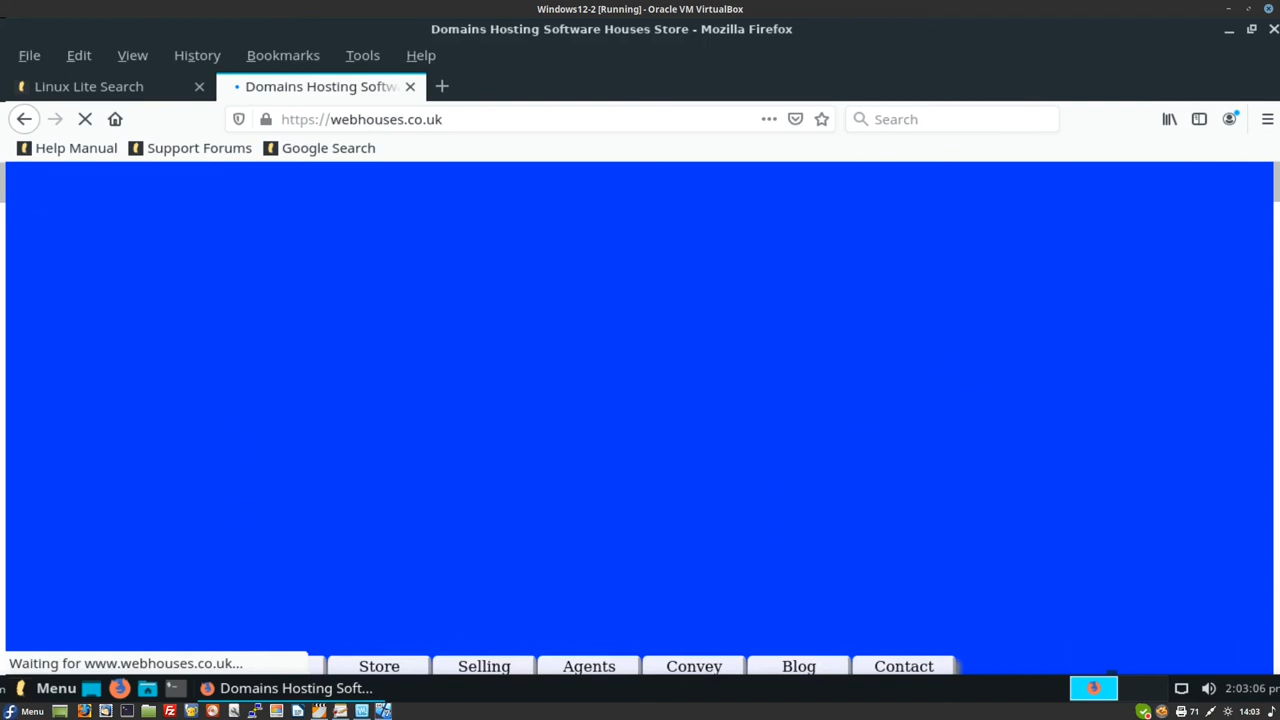 Windows12-2 [Running] - Oracle VM VirtualBox
Domains Hosting Software Houses Store - Mozilla Firefox
File Edit View History Bookmarks Tools Help
Linux Lite Search Domains Hosting Softw
https://webhouses.co.uk Search
Help Manual Support Forums Google Search
Store Selling Agents Convey Blog Contact
Waiting for www.webhouses.co.uk...
Menu Domains Hosting Soft... 2:03:06 pm
Menu 71 14:03